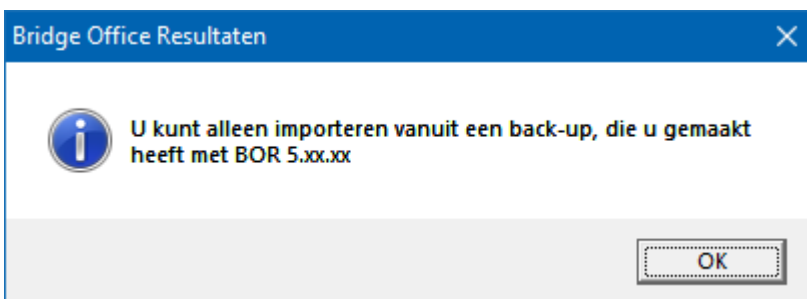 Bridge Office Resultaten
U kunt alleen importeren vanuit een back-up, die u gemaakt
heeft met BOR 5.xx.xx
OK